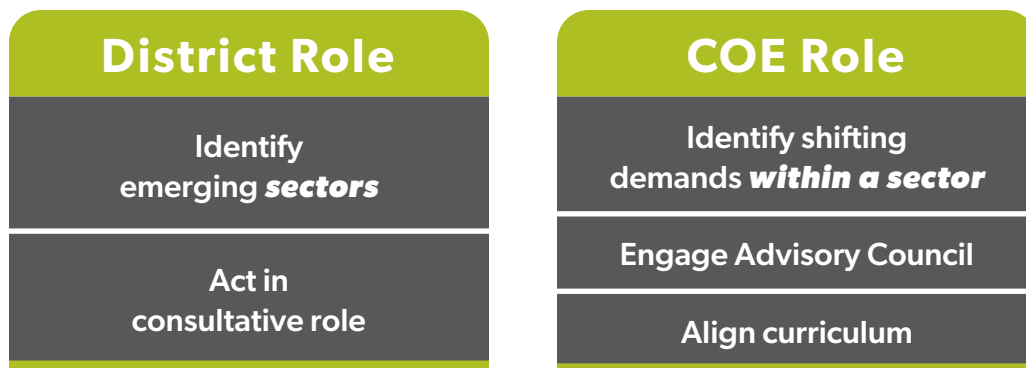 District Role
Identify
emerging sectors
Act in
consultative role
COE Role
Identify shifting
demands within a sector
Engage Advisory Council
Align curriculum